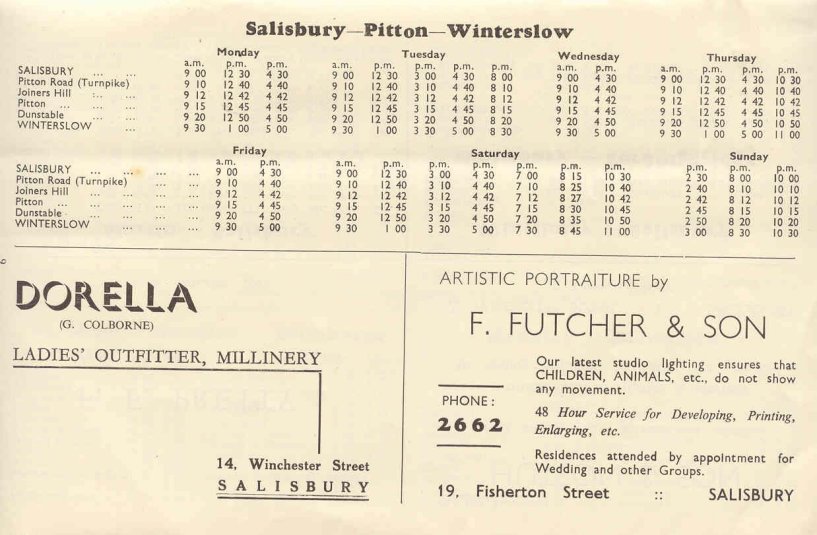 Salisbury—Pitton—Winterslow
Monday Tuesday Wednesday Thursday
a.m. p.m. p.m. a.m. p.m. p.m. p.m. p.m. a.m. p.m. a.m. p.m. p.m. p.m.
SALISBURY ... ... 9 00 12 30 4 30 9 00 12 30 3 00 4 30 8 00 9 00 4 30 9 00 12 30 4 30 10 30
Pitton Road (Turnpike) 9 10 12 40 4 40 9 10 12 40 3 10 4 40 8 10 9 10 4 40 9 10 12 40 4 40 10 40
Joiners Hill ... ... 9 12 12 42 4 42 9 12 12 42 3 12 4 42 8 12 9 12 4 42 9 12 12 42 4 42 10 42
Pitton ... ... ... 9 15 12 45 4 45 9 15 12 45 3 15 4 45 8 15 9 15 4 45 9 15 12 45 4 45 10 45
Dunstable ... ... 9 20 12 50 4 50 9 20 12 50 3 20 4 50 8 20 9 20 4 50 9 20 12 50 4 50 10 50
WINTERSLOW ... 9 30 1 00 5 00 9 30 1 00 3 30 5 00 8 30 9 30 5 00 9 30 1 00 5 00 11 00
Friday Saturday Sunday
a.m. p.m. a.m. p.m. p.m. p.m. p.m. p.m. p.m. p.m. p.m. p.m.
SALISBURY ... ... ... ... 9 00 4 30 9 00 12 30 3 00 4 30 7 00 8 15 10 30 2 30 8 00 10 00
Pitton Road (Turnpike) ... ... 9 10 4 40 9 10 12 40 3 10 4 40 7 10 8 25 10 40 2 40 8 10 10 10
Joiners Hill ... ... ... ... 9 12 4 42 9 12 12 42 3 12 4 42 7 12 8 27 10 42 2 42 8 12 10 12
Pitton ... ... ... ... ... 9 15 4 45 9 15 12 45 3 15 4 45 7 15 8 30 10 45 2 45 8 15 10 15
Dunstable ... ... ... ... 9 20 4 50 9 20 12 50 3 20 4 50 7 20 8 35 10 50 2 50 8 20 10 20
WINTERSLOW ... ... ... 9 30 5 00 9 30 1 00 3 30 5 00 7 30 8 45 11 00 3 00 8 30 10 30
DORELLA
(G. COLBORNE)
LADIES' OUTFITTER, MILLINERY
14, Winchester Street
SALISBURY
ARTISTIC PORTRAITURE by
F. FUTCHER & SON
Our latest studio lighting ensures that
CHILDREN, ANIMALS, etc., do not show
any movement.
PHONE :
2662
48 Hour Service for Developing, Printing,
Enlarging, etc.
Residences attended by appointment for
Wedding and other Groups.
19, Fisherton Street :: SALISBURY